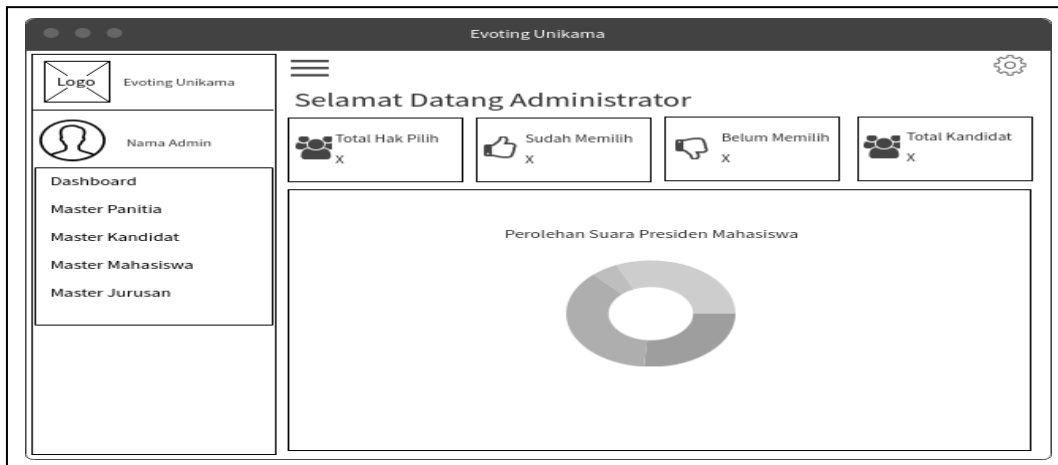 Evoting Unikama
Logo
Evoting Unikama
Nama Admin
Dashboard
Master Panitia
Master Kandidat
Master Mahasiswa
Master Jurusan
Selamat Datang Administrator
Total Hak Pilih
x
Sudah Memilih
x
Belum Memilih
x
Total Kandidat
x
Perolehan Suara Presiden Mahasiswa